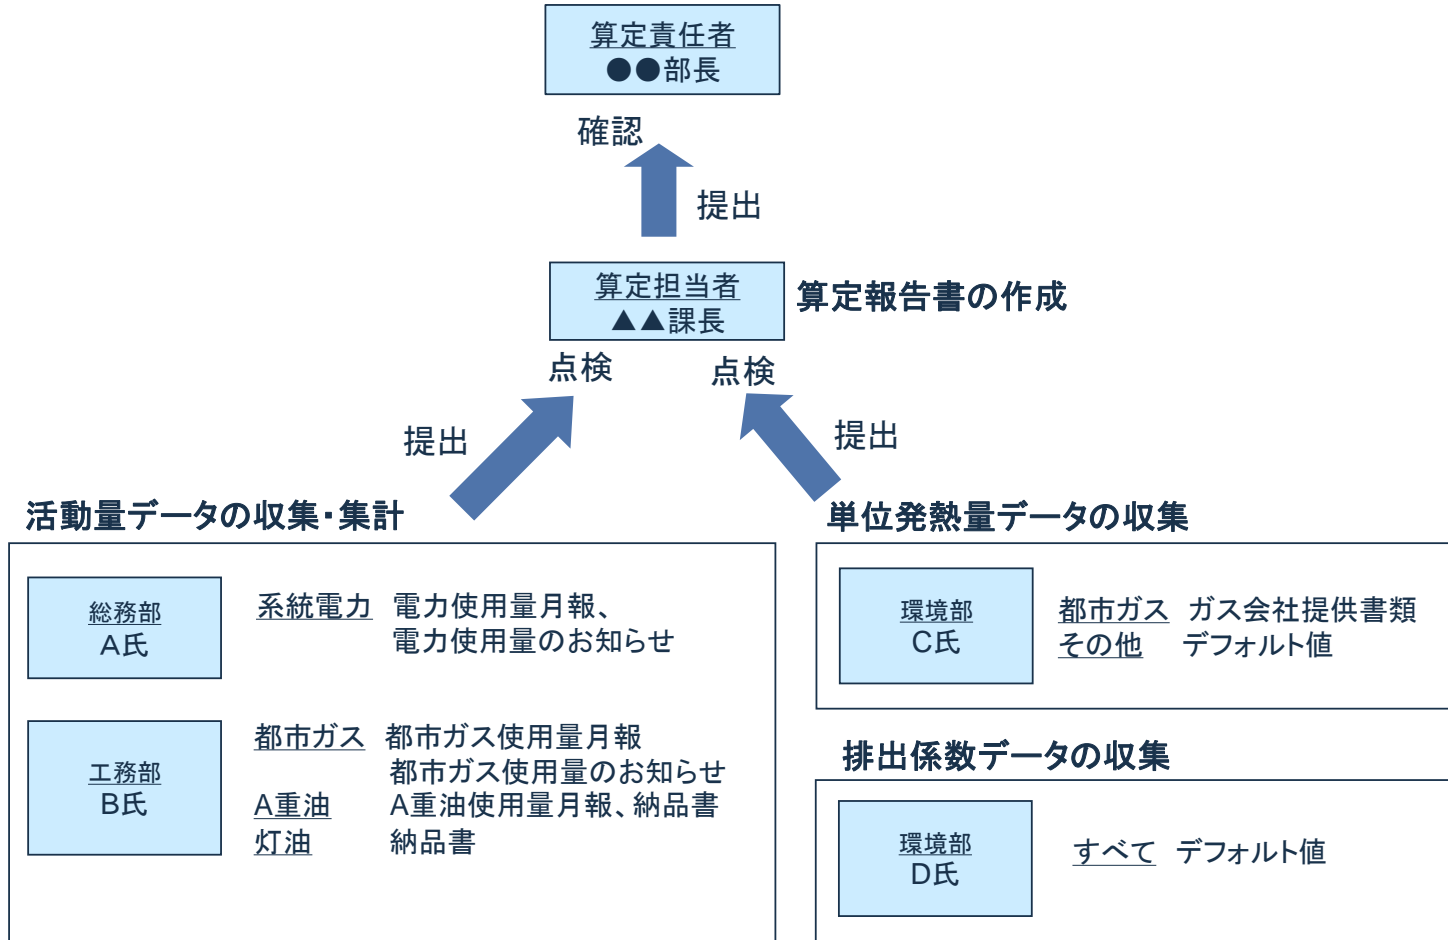 算定責任者
●●部長
確認
提出
算定担当者
▲▲課長
算定報告書の作成
点検
点検
提出
提出
活動量データの収集・集計
総務部
A氏
系統電力 電力使用量月報、
電力使用量のお知らせ
工務部
B氏
都市ガス 都市ガス使用量月報
都市ガス使用量のお知らせ
A重油 A重油使用量月報、納品書
灯油 納品書
単位発熱量データの収集
環境部
C氏
都市ガス ガス会社提供書類
その他 デフォルト値
排出係数データの収集
環境部
D氏
すべて デフォルト値